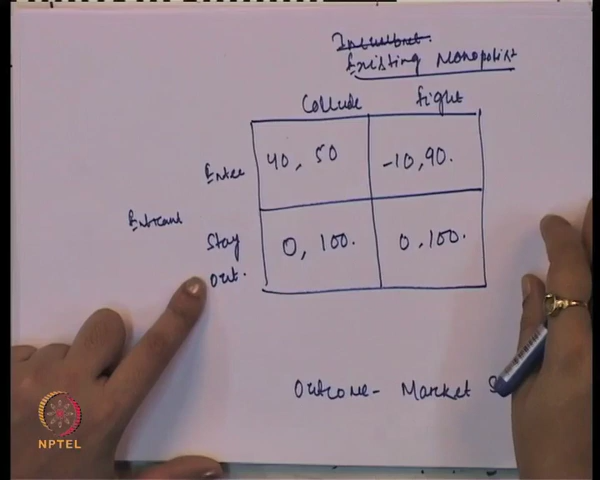 Incumbent.
Existing Monopolist
Collude Fight
Enter 40, 50 -10, 90.
Entrant
Stay 0, 100. 0, 100.
out.
Outcome- Market S
NPTEL